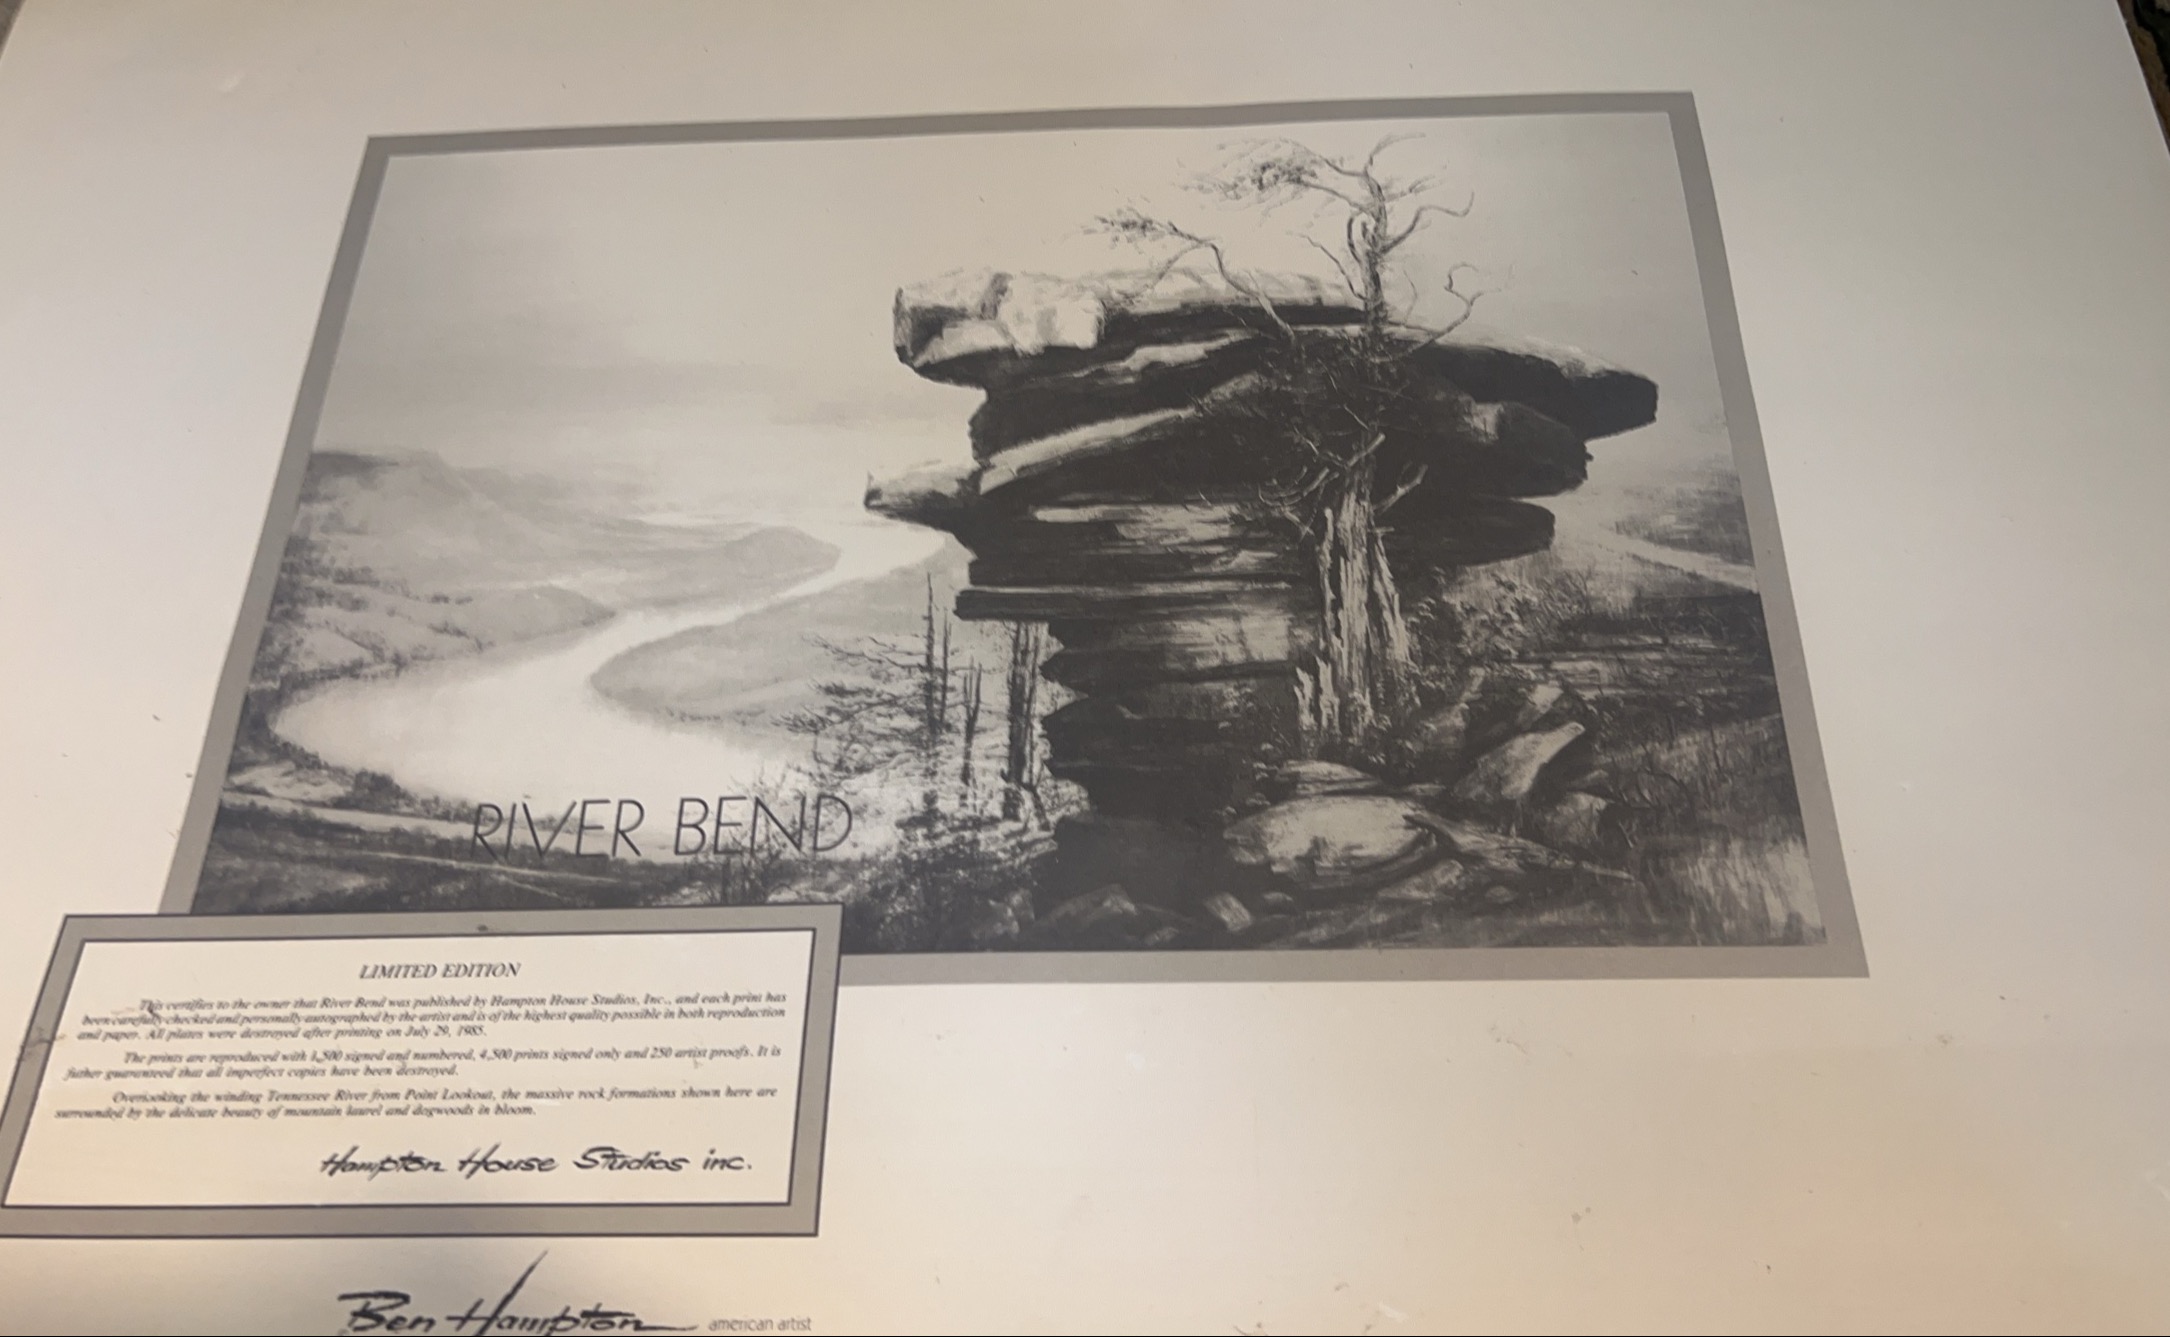 RIVER BEND
LIMITED EDITION
This certifies to the owner that River Bend was published by Hampton House Studios, Inc., and each print has
been carefully checked and personally autographed by the artist and is of the highest quality possible in both reproduction
and paper. All plates were destroyed after printing on July 29, 1985.
The prints are reproduced with 1,500 signed and numbered, 4,500 prints signed only and 250 artist proofs. It is
futher guaranteed that all imperfect copies have been destroyed.
Overlooking the winding Tennessee River from Point Lookout, the massive rock formations shown here are
surrounded by the delicate beauty of mountain laurel and dogwoods in bloom.
Hampton House Studios inc.
Ben Hampton american artist